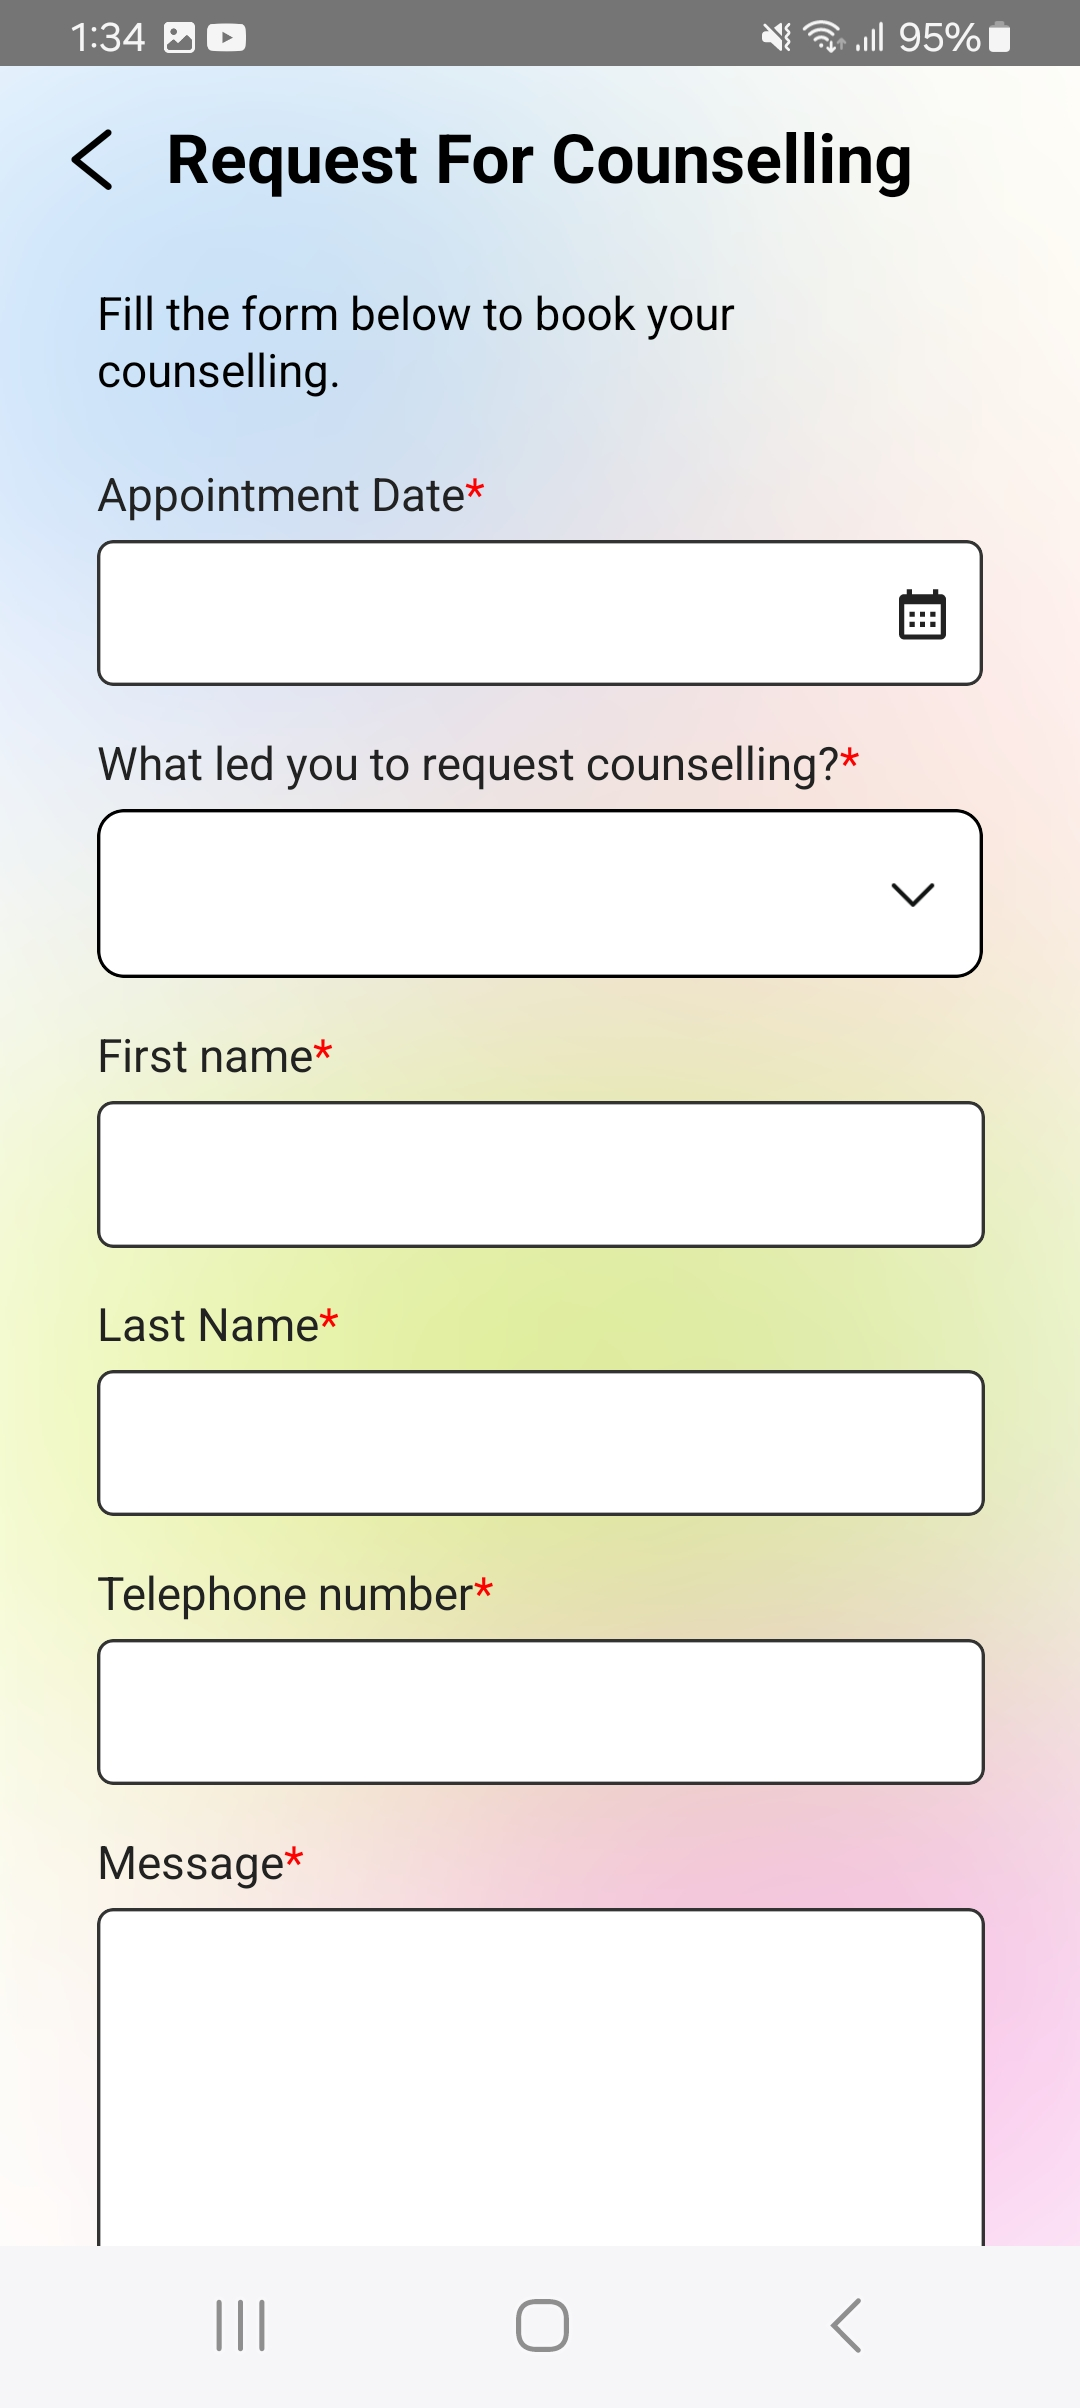 1:34 95%
Request For Counselling
Fill the form below to book your
counselling.
Appointment Date*
What led you to request counselling?*
First name*
Last Name*
Telephone number*
Message*